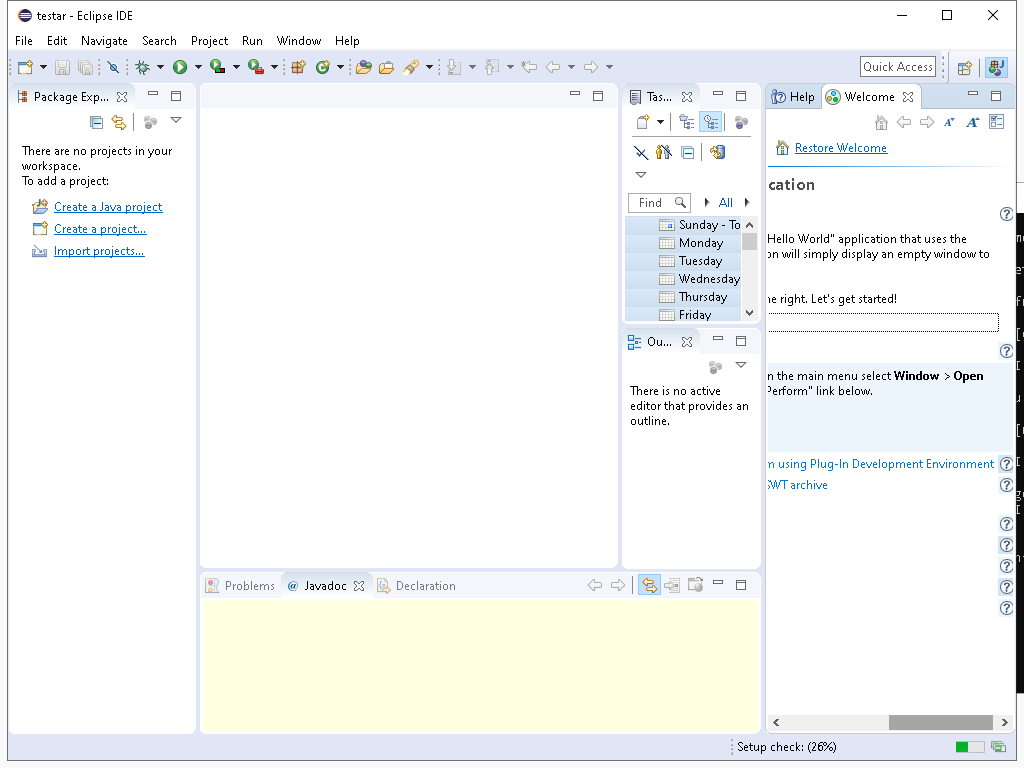 testar - Eclipse IDE
File Edit Navigate Search Project Run Window Help
Quick Access
Package Exp...
There are no projects in your
workspace.
To add a project:
Create a Java project
Create a project...
Import projects...
Tas...
Find
All
Sunday - To
Monday
Tuesday
Wednesday
Thursday
Friday
Ou...
There is no active
editor that provides an
outline.
Help Welcome
Restore Welcome
cation
"Hello World" application that uses the
on will simply display an empty window to
he right. Let's get started!
n the main menu select Window > Open
Perform" link below.
n using Plug-In Development Environment
SWT archive
Problems @ Javadoc Declaration
Setup check: (26%)